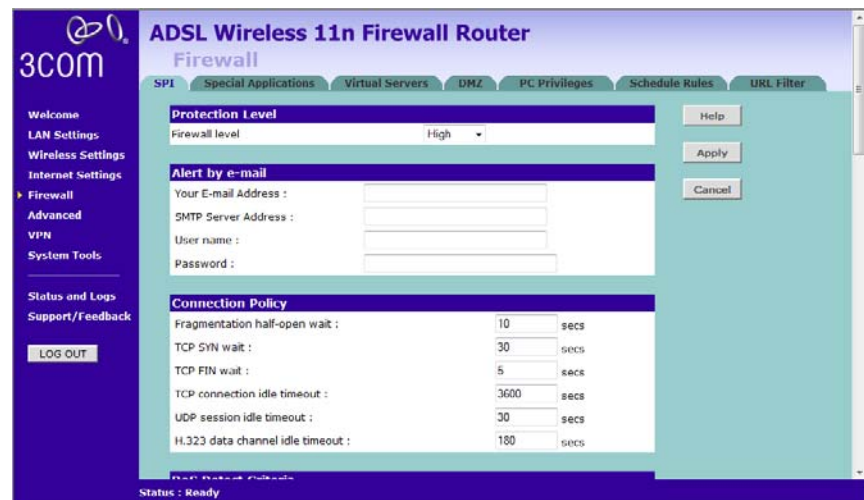 3COM
ADSL Wireless 11n Firewall Router
Firewall
SPI Special Applications Virtual Servers DMZ PC Privileges Schedule Rules URL Filter
Welcome
LAN Settings
Wireless Settings
Internet Settings
Firewall
Advanced
VPN
System Tools
Status and Logs
Support/Feedback
LOG OUT
Protection Level
Firewall level High
Alert by e-mail
Your E-mail Address :
SMTP Server Address :
User name :
Password :
Connection Policy
Fragmentation half-open wait : 10 secs
TCP SYN wait : 30 secs
TCP FIN wait : 5 secs
TCP connection idle timeout : 3600 secs
UDP session idle timeout : 30 secs
H.323 data channel idle timeout : 180 secs
DoS Detect Criteria
Help
Apply
Cancel
Status : Ready